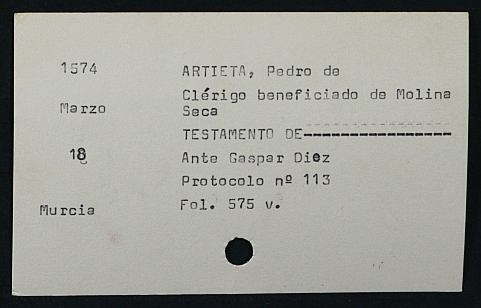 1574
ARTIETA, Pedro de
Clérigo beneficiado de Molina
Marzo
Seca
TESTAMENTO DE-----------------
18
Ante Gaspar Diez
Protocolo nº 113
Murcia
Fol. 575 v.